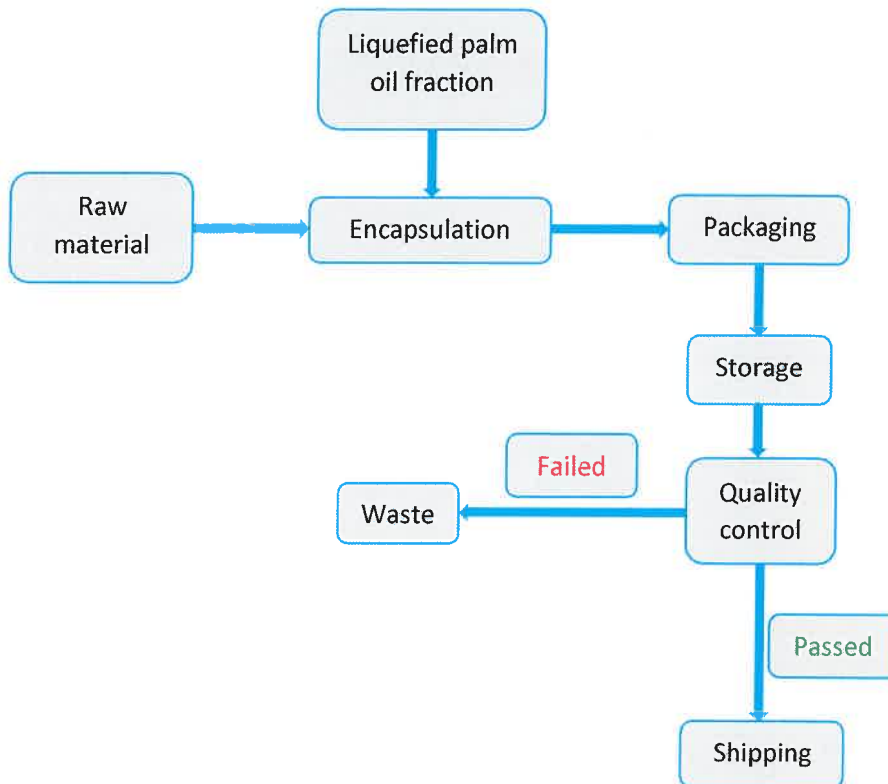 Liquefied palm
oil fraction
Raw
material
Encapsulation
Packaging
Storage
Failed
Waste
Quality
control
Passed
Shipping